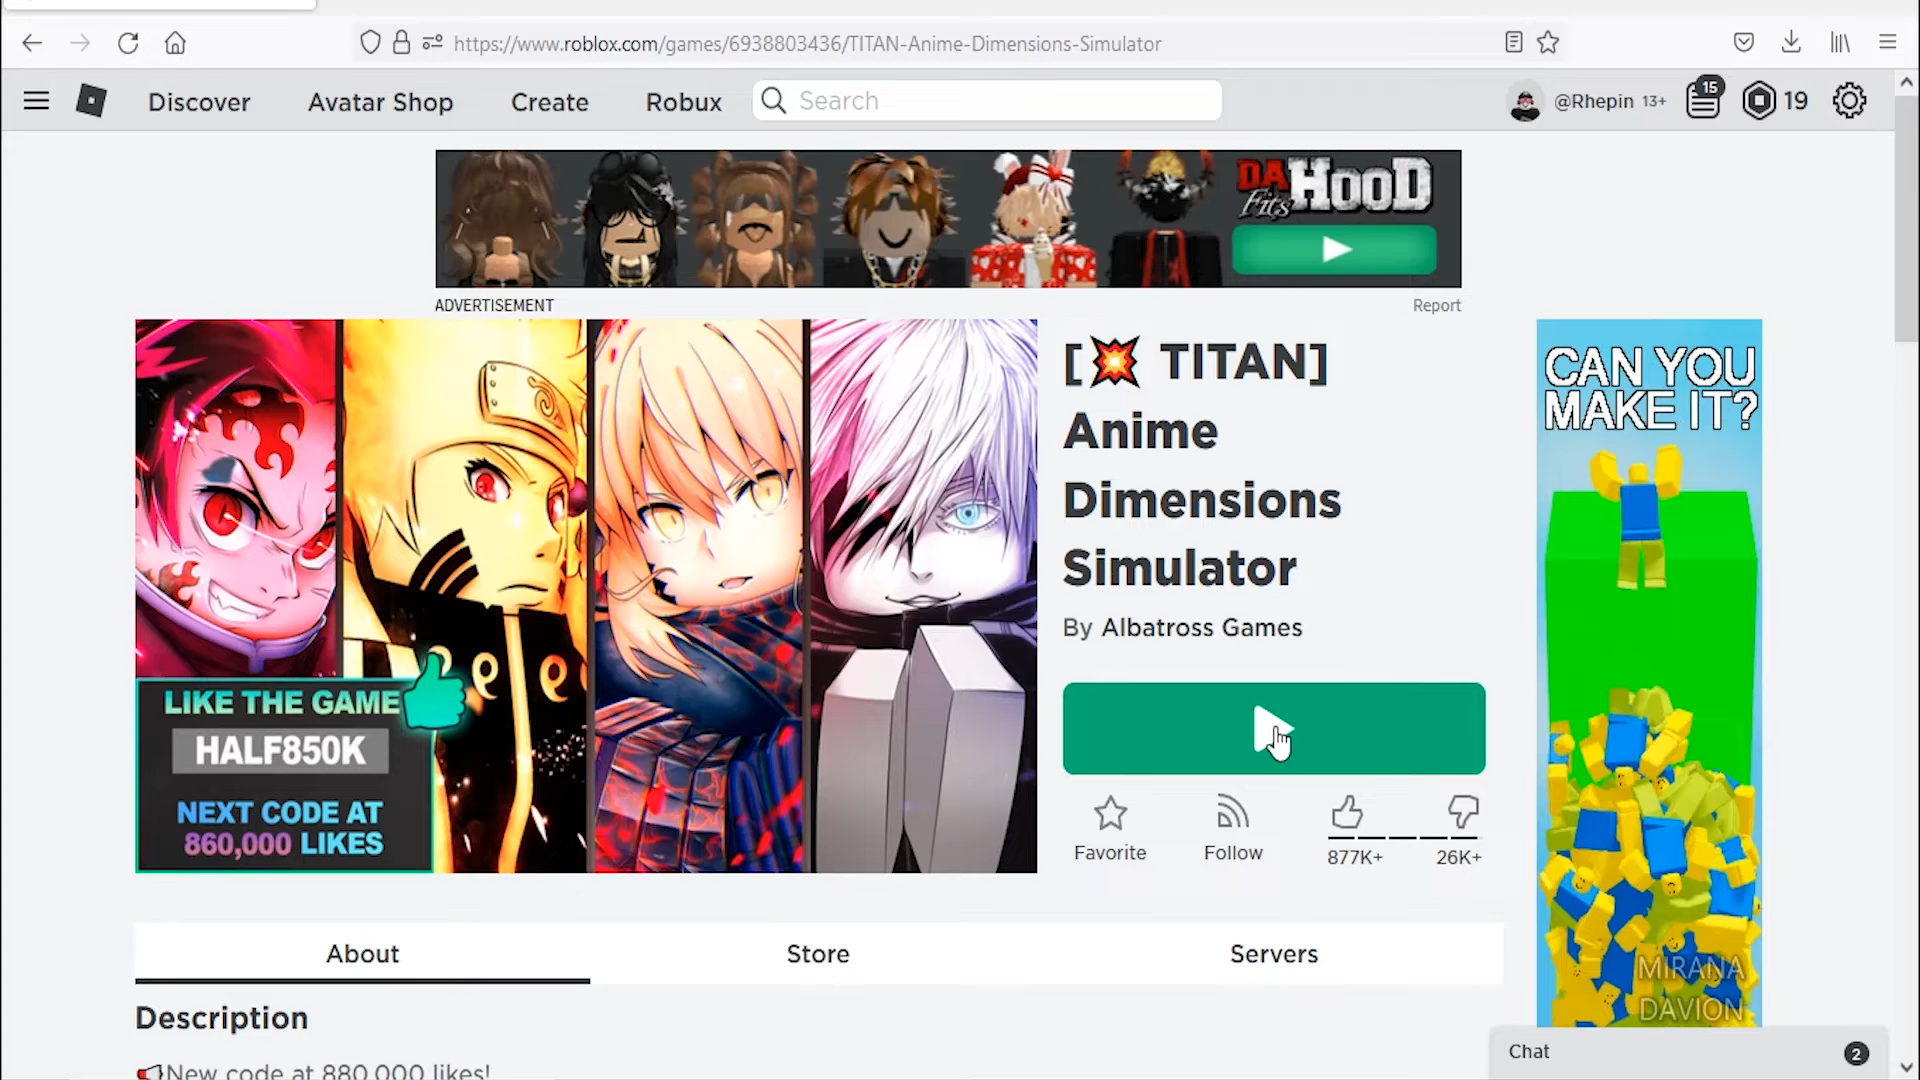 https://www.roblox.com/games/6938803436/TITAN-Anime-Dimensions-Simulator
Discover
Avatar Shop
Create
Robux
Search
@Rhepin 13+
15
19
DA HOOD
Fits
ADVERTISEMENT
Report
LIKE THE GAME
HALF850K
NEXT CODE AT
860,000 LIKES
[💥 TITAN]
Anime
Dimensions
Simulator
By Albatross Games
Favorite
Follow
877K+
26K+
CAN YOU
MAKE IT?
MIRANA
DAVION
About
Store
Servers
Description
📢New code at 880,000 likes!
Chat
2